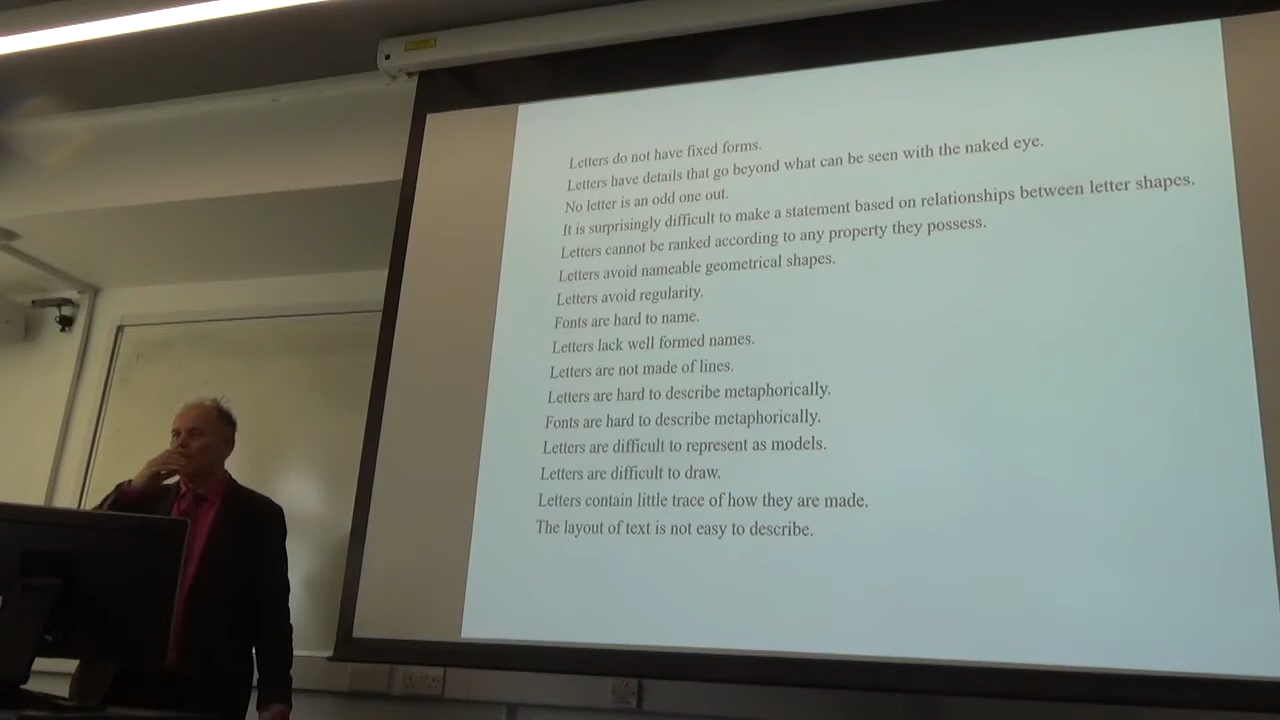 Letters do not have fixed forms.
Letters have details that go beyond what can be seen with the naked eye.
No letter is an odd one out.
It is surprisingly difficult to make a statement based on relationships between letter shapes.
Letters cannot be ranked according to any property they possess.
Letters avoid nameable geometrical shapes.
Letters avoid regularity.
Fonts are hard to name.
Letters lack well formed names.
Letters are not made of lines.
Letters are hard to describe metaphorically.
Fonts are hard to describe metaphorically.
Letters are difficult to represent as models.
Letters are difficult to draw.
Letters contain little trace of how they are made.
The layout of text is not easy to describe.